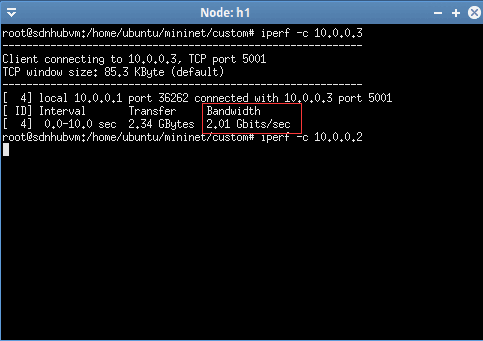 Node: h1
root@sdnhubvm:/home/ubuntu/mininet/custom# iperf -c 10.0.0.3
------------------------------------------------------------
Client connecting to 10.0.0.3, TCP port 5001
TCP window size: 85.3 KByte (default)
------------------------------------------------------------
[  4] local 10.0.0.1 port 36262 connected with 10.0.0.3 port 5001
[ ID] Interval       Transfer     Bandwidth
[  4]  0.0-10.0 sec  2.34 GBytes  2.01 Gbits/sec
root@sdnhubvm:/home/ubuntu/mininet/custom# iperf -c 10.0.0.2